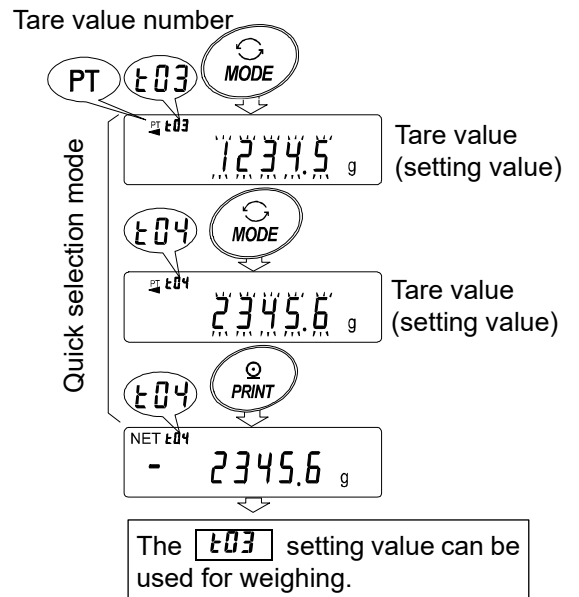 Tare value number
MODE
PT
t03
PT t03
1234.5 g
Tare value
(setting value)
Quick selection mode
MODE
t04
PT t04
2345.6 g
Tare value
(setting value)
PRINT
t04
NET t04
- 2345.6 g
The t03 setting value can be
used for weighing.